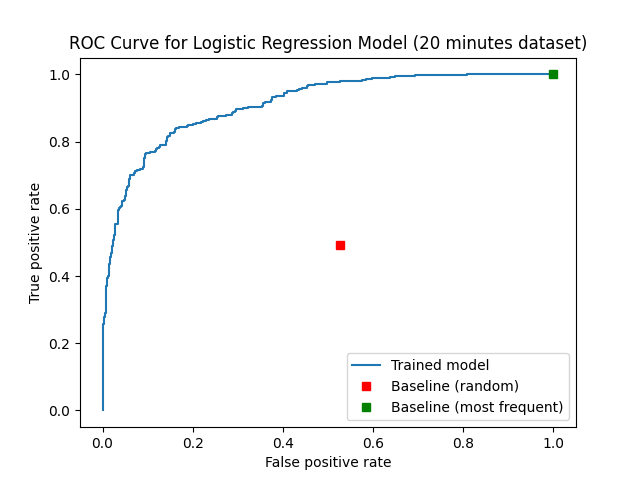 ROC Curve for Logistic Regression Model (20 minutes dataset)
1.0
0.8
0.6
0.4
0.2
0.0
True positive rate
0.0 0.2 0.4 0.6 0.8 1.0
False positive rate
Trained model
Baseline (random)
Baseline (most frequent)